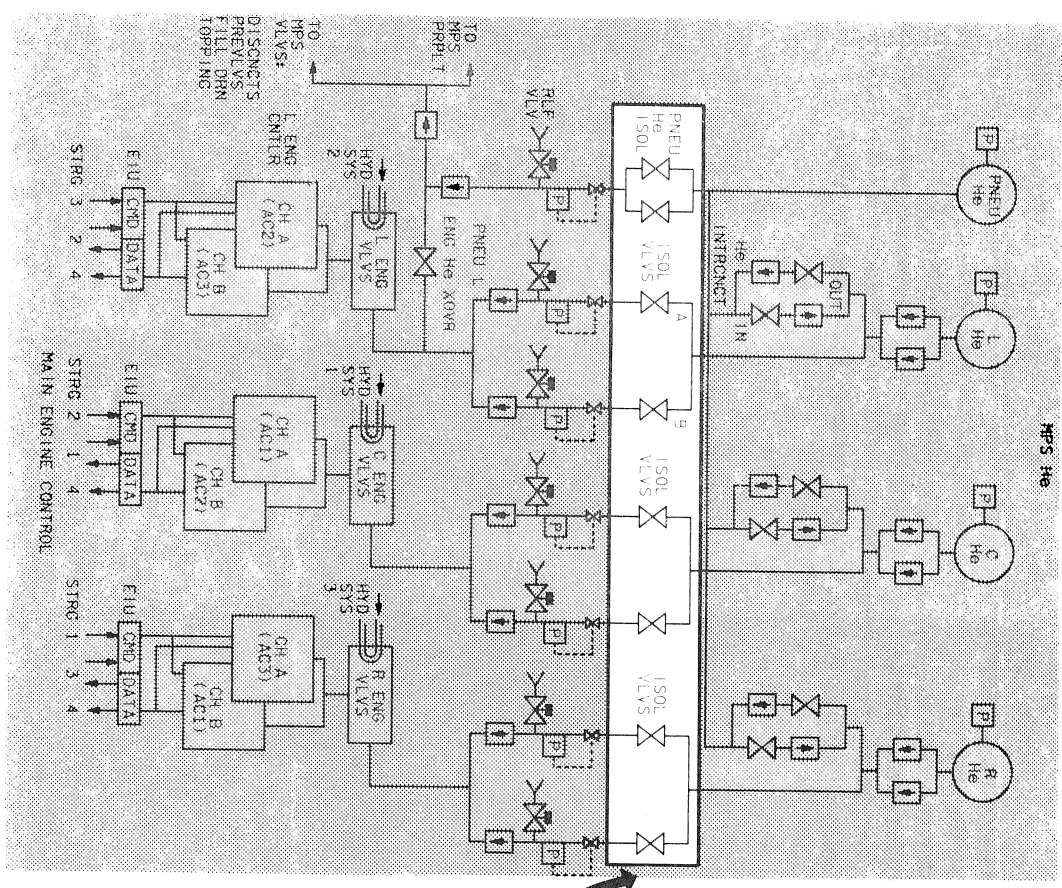 MPS He
P
PNEU
He
P
L
He
P
C
He
P
R
He
He
INTRCNCT
OUT
IN
PNEU
He
ISOL
ISOL
VLVS
A
B
ISOL
VLVS
ISOL
VLVS
RLF
VLV
P
P
P
P
P
P
P
TO
MPS
PRPLT
TO
MPS
VLVS:
DISCNCTS
PREVLVS
FILL DRN
TOPPING
ENG He XOVR
PNEU L
HYD
SYS
2
L ENG
VLVS
HYD
SYS
1
C ENG
VLVS
HYD
SYS
3
R ENG
VLVS
L ENG
CNTLR
CH A
(AC2)
CH B
(AC3)
CH A
(AC1)
CH B
(AC2)
CH A
(AC3)
CH B
(AC1)
EIU CMD DATA
STRG 3 2 4
EIU CMD DATA
STRG 2 1 4
EIU CMD DATA
STRG 1 3 4
MAIN ENGINE CONTROL